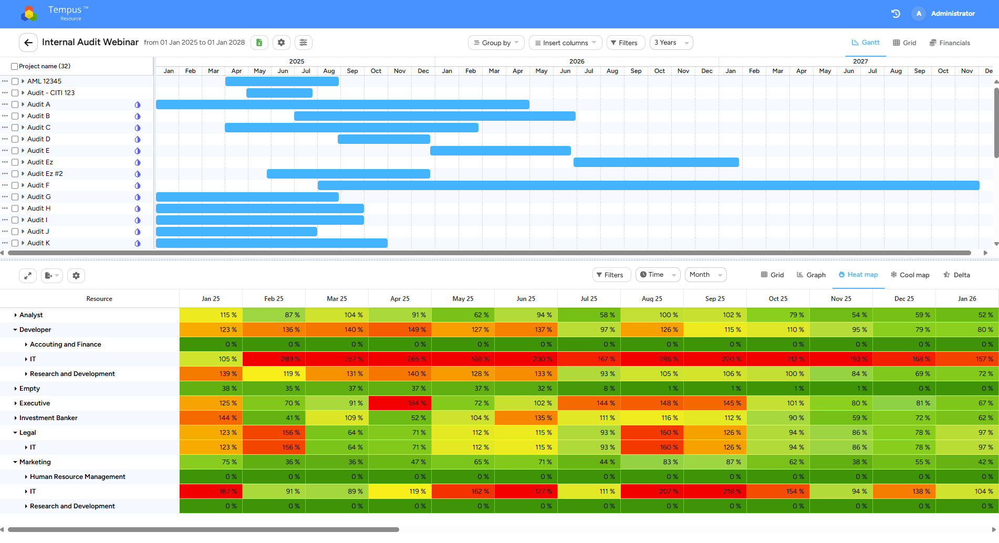 Tempus ™
Resource
A Administrator
Internal Audit Webinar from 01 Jan 2025 to 01 Jan 2028 Group by Insert columns Filters 3 Years Gantt Grid Financials
Project name (32)
2025 2026 2027
Jan Feb Mar Apr May Jun Jul Aug Sep Oct Nov Dec Jan Feb Mar Apr May Jun Jul Aug Sep Oct Nov Dec Jan Feb Mar Apr May Jun Jul Aug Sep Oct Nov De
AML 12345
Audit - CITI 123
Audit A
Audit B
Audit C
Audit D
Audit E
Audit Ez
Audit Ez #2
Audit F
Audit G
Audit H
Audit I
Audit J
Audit K
Filters Time Month Grid Graph Heat map Cool map Delta
Resource Jan 25 Feb 25 Mar 25 Apr 25 May 25 Jun 25 Jul 25 Aug 25 Sep 25 Oct 25 Nov 25 Dec 25 Jan 26
Analyst 115 % 87 % 104 % 91 % 62 % 94 % 58 % 100 % 102 % 79 % 54 % 59 % 52 %
Developer 123 % 136 % 140 % 149 % 127 % 137 % 97 % 126 % 115 % 110 % 95 % 79 % 80 %
Accouting and Finance 0 % 0 % 0 % 0 % 0 % 0 % 0 % 0 % 0 % 0 % 0 % 0 % 0 %
IT 105 % 289 % 257 % 265 % 188 % 230 % 167 % 296 % 220 % 212 % 193 % 168 % 157 %
Research and Development 139 % 119 % 131 % 140 % 128 % 133 % 93 % 105 % 106 % 100 % 84 % 69 % 72 %
Empty 38 % 35 % 37 % 37 % 37 % 32 % 8 % 1 % 1 % 1 % 1 % 0 % 0 %
Executive 125 % 70 % 91 % 184 % 72 % 102 % 144 % 148 % 145 % 101 % 80 % 81 % 67 %
Investment Banker 144 % 41 % 109 % 52 % 104 % 135 % 111 % 116 % 112 % 90 % 59 % 72 % 62 %
Legal 123 % 156 % 64 % 71 % 112 % 115 % 93 % 160 % 126 % 94 % 86 % 78 % 97 %
IT 123 % 156 % 64 % 71 % 112 % 115 % 93 % 160 % 126 % 94 % 86 % 78 % 97 %
Marketing 75 % 36 % 36 % 47 % 65 % 71 % 44 % 83 % 87 % 62 % 38 % 55 % 42 %
Human Resource Management 0 % 0 % 0 % 0 % 0 % 0 % 0 % 0 % 0 % 0 % 0 % 0 % 0 %
IT 187 % 91 % 89 % 119 % 162 % 177 % 111 % 207 % 218 % 154 % 94 % 138 % 104 %
Research and Development 0 % 0 % 0 % 0 % 0 % 0 % 0 % 0 % 0 % 0 % 0 % 0 % 0 %